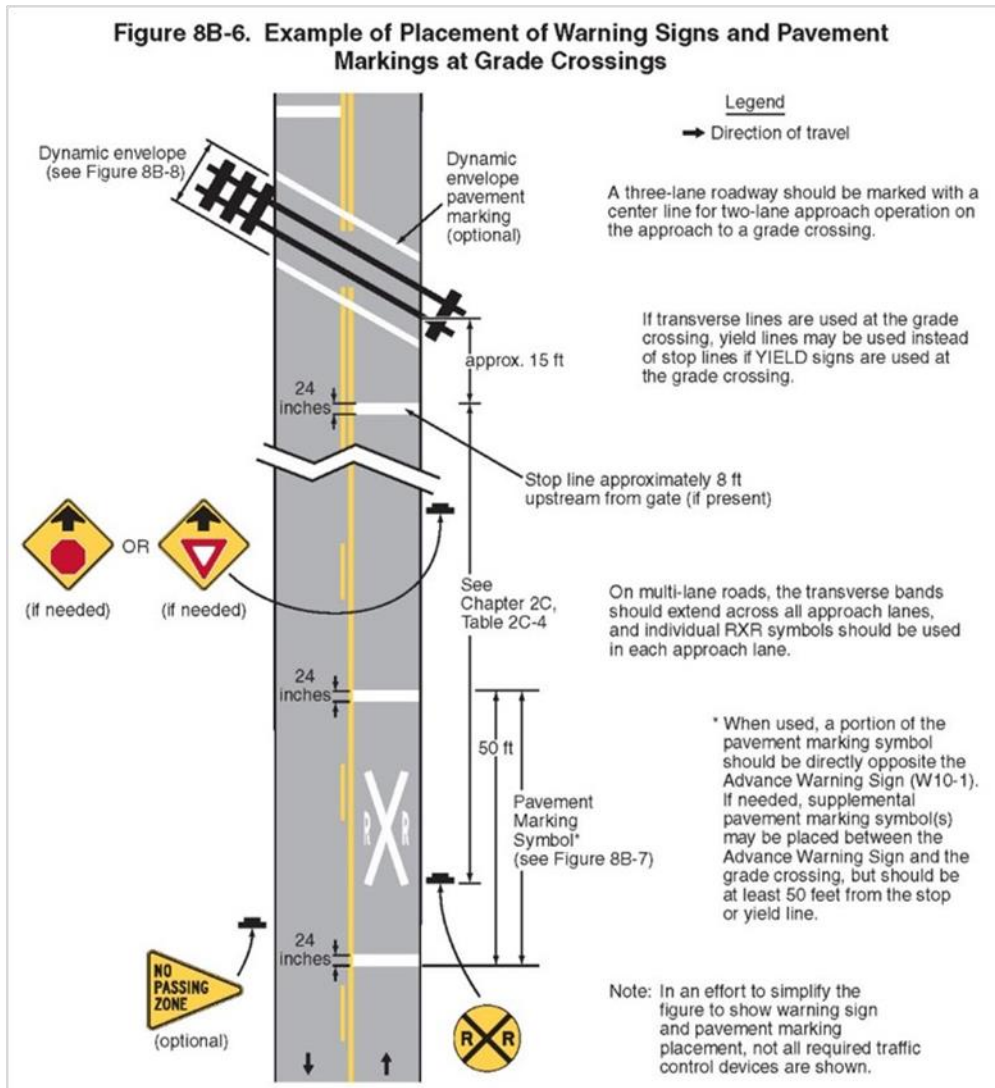 Figure 8B-6. Example of Placement of Warning Signs and Pavement
Markings at Grade Crossings
Legend
Direction of travel
Dynamic envelope
(see Figure 8B-8)
Dynamic
envelope
pavement
marking
(optional)
A three-lane roadway should be marked with a
center line for two-lane approach operation on
the approach to a grade crossing.
If transverse lines are used at the grade
crossing, yield lines may be used instead
of stop lines if YIELD signs are used at
the grade crossing.
approx. 15 ft
24
inches
Stop line approximately 8 ft
upstream from gate (if present)
OR
(if needed)
(if needed)
See
Chapter 2C,
Table 2C-4
On multi-lane roads, the transverse bands
should extend across all approach lanes,
and individual RXR symbols should be used
in each approach lane.
24
inches
50 ft
R R
Pavement
Marking
Symbol*
(see Figure 8B-7)
* When used, a portion of the
pavement marking symbol
should be directly opposite the
Advance Warning Sign (W10-1).
If needed, supplemental
pavement marking symbol(s)
may be placed between the
Advance Warning Sign and the
grade crossing, but should be
at least 50 feet from the stop
or yield line.
24
inches
NO
PASSING
ZONE
(optional)
R R
Note: In an effort to simplify the
figure to show warning sign
and pavement marking
placement, not all required traffic
control devices are shown.